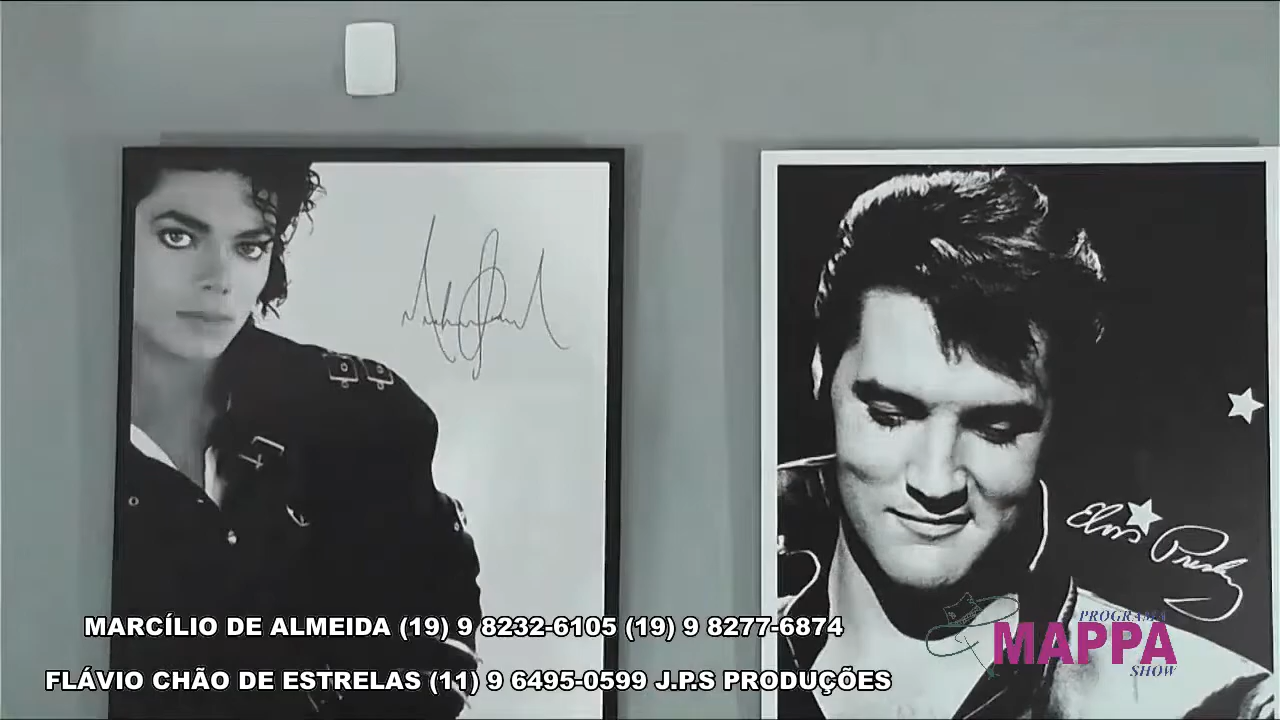 Elvis Presley
MARCÍLIO DE ALMEIDA (19) 9 8232-6105 (19) 9 8277-6874
FLÁVIO CHÃO DE ESTRELAS (11) 9 6495-0599 J.P.S PRODUÇÕES
PROGRAMA
MAPPA
SHOW